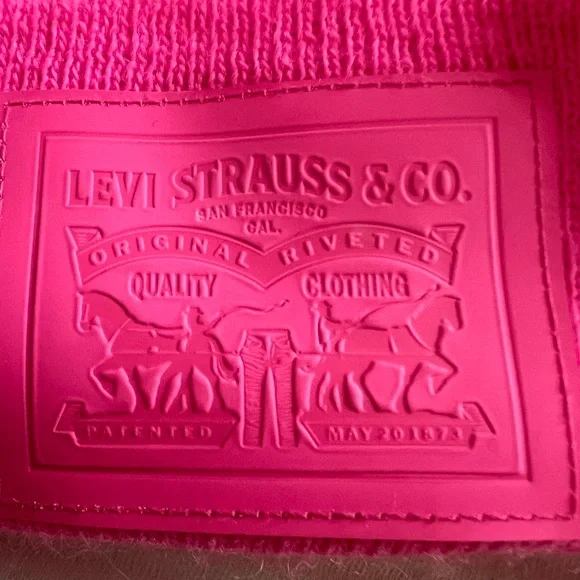 LEVI STRAUSS & CO.
SAN FRANCISCO
CAL.
ORIGINAL RIVETED
QUALITY CLOTHING
PATENTED MAY 20 1873